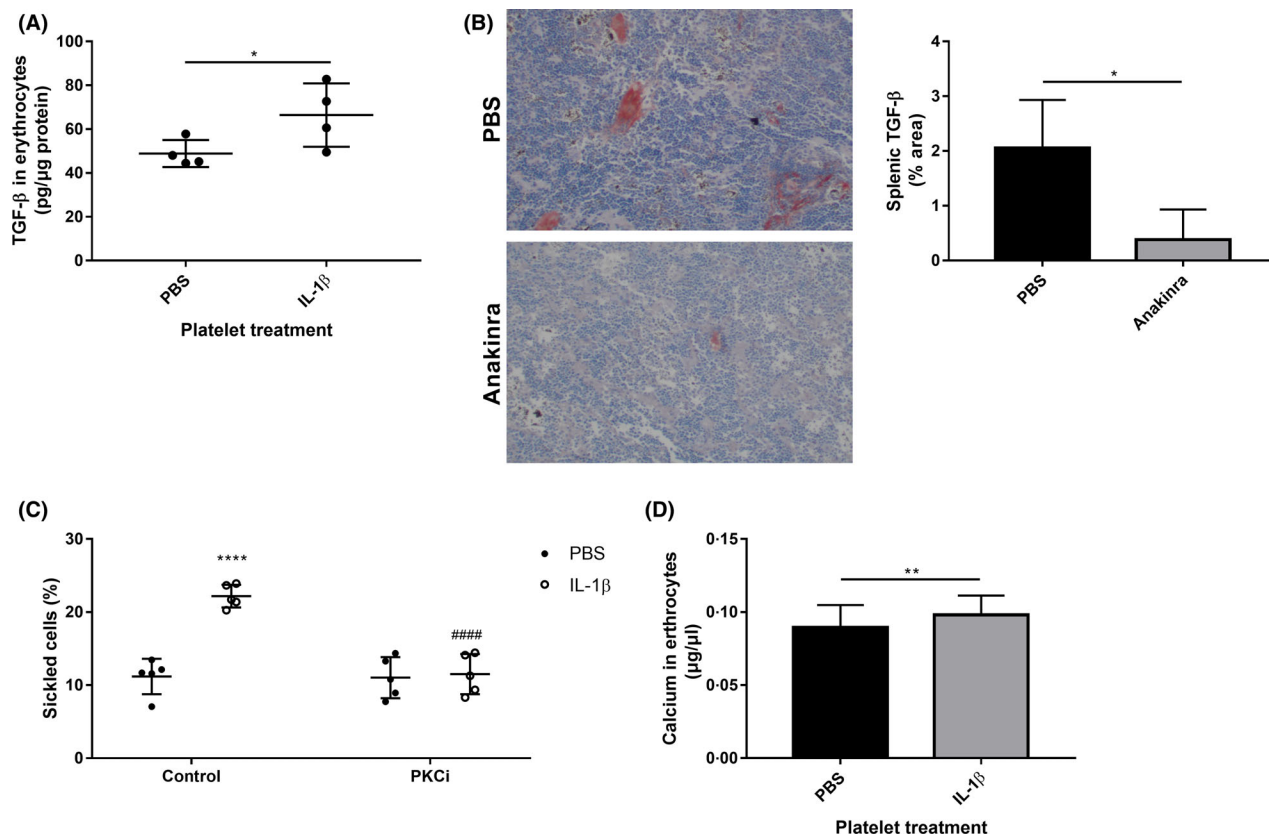 (A)
TGF-β in erythrocytes
(pg/μg protein)
100
80
60
40
20
0
*
PBS
IL-1β
Platelet treatment
(B)
PBS
Anakinra
Splenic TGF-β
(% area)
4
3
2
1
0
*
PBS
Anakinra
(C)
Sickled cells (%)
30
20
10
0
****
####
Control
PKCi
PBS
IL-1β
(D)
Calcium in erthrocytes
(μg/μl)
0·15
0·10
0·05
0·00
**
PBS
IL-1β
Platelet treatment